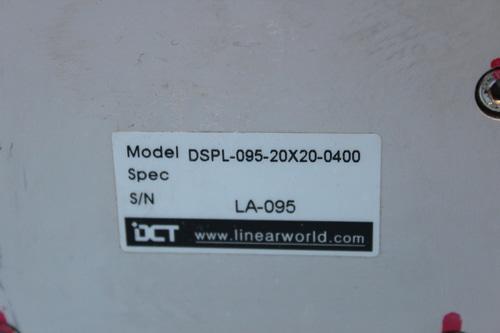 Model DSPL-095-20X20-0400
Spec
S/N LA-095
DCT www.linearworld.com